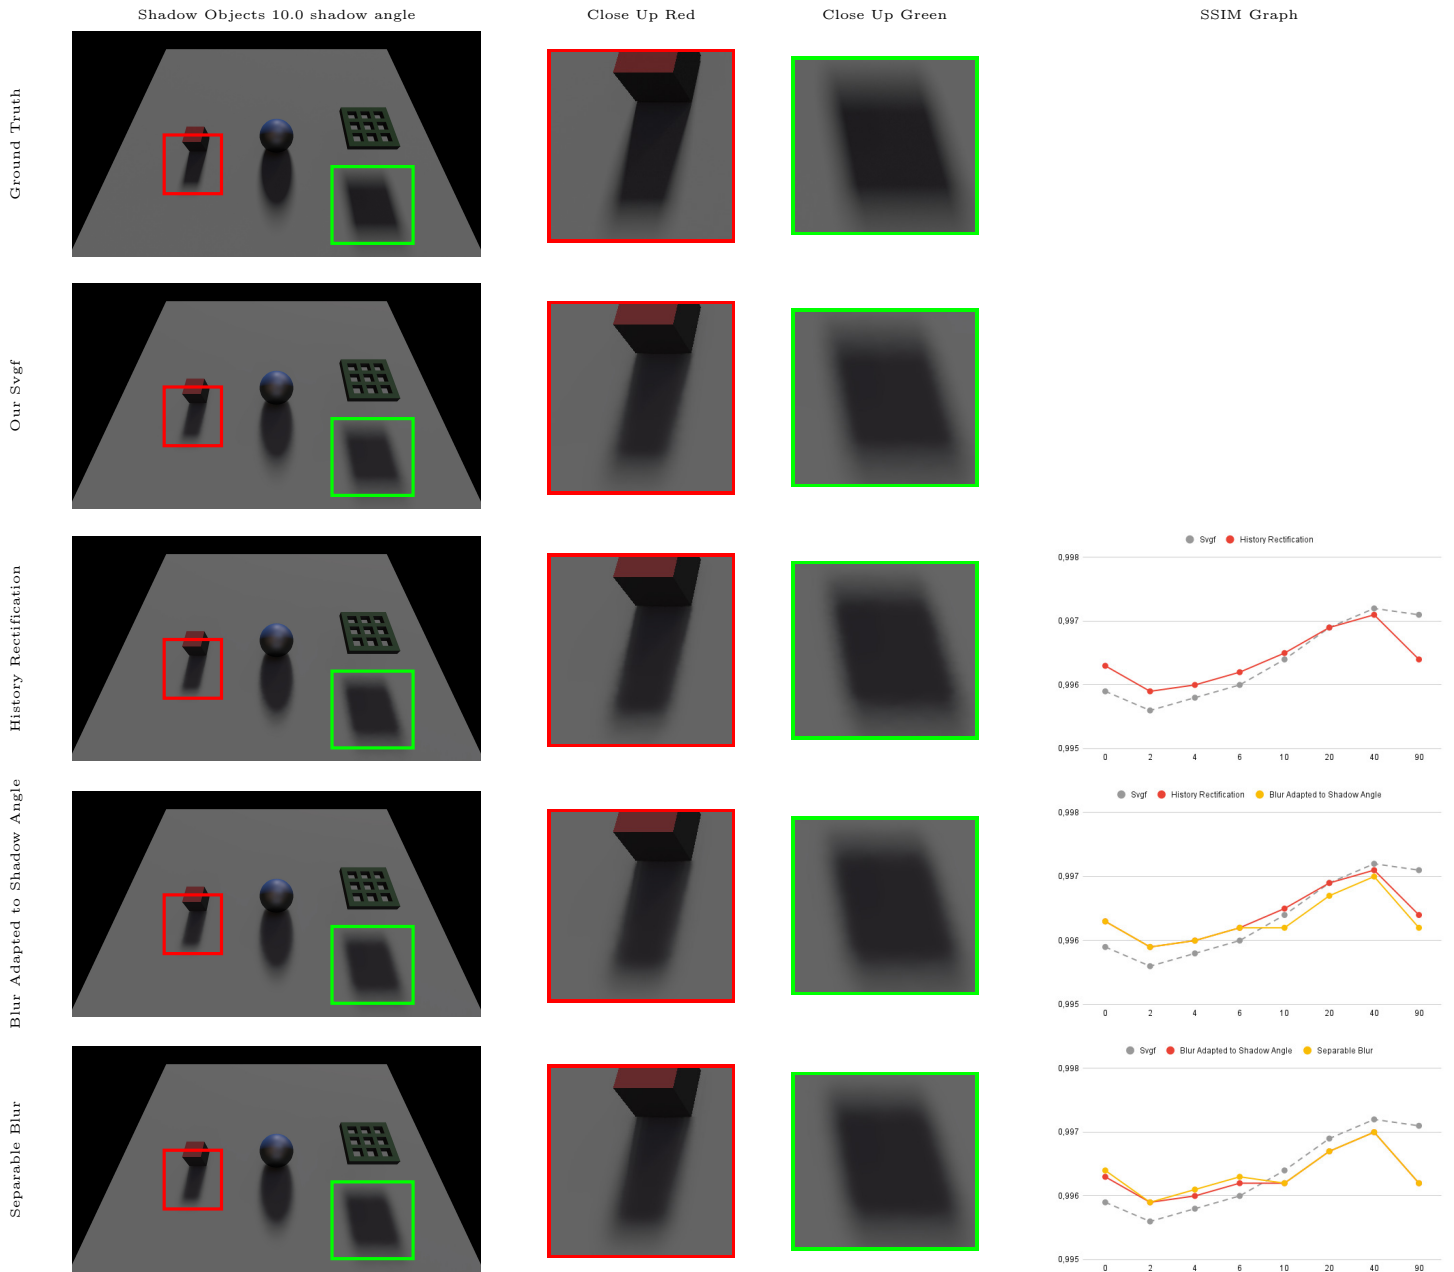 Shadow Objects 10.0 shadow angle
Close Up Red
Close Up Green
SSIM Graph
Ground Truth
Our Svgf
History Rectification
Svgf
History Rectification
0,998
0,997
0,996
0,995
0 2 4 6 10 20 40 90
Blur Adapted to Shadow Angle
Svgf
History Rectification
Blur Adapted to Shadow Angle
0,998
0,997
0,996
0,995
0 2 4 6 10 20 40 90
Separable Blur
Svgf
Blur Adapted to Shadow Angle
Separable Blur
0,998
0,997
0,996
0,995
0 2 4 6 10 20 40 90